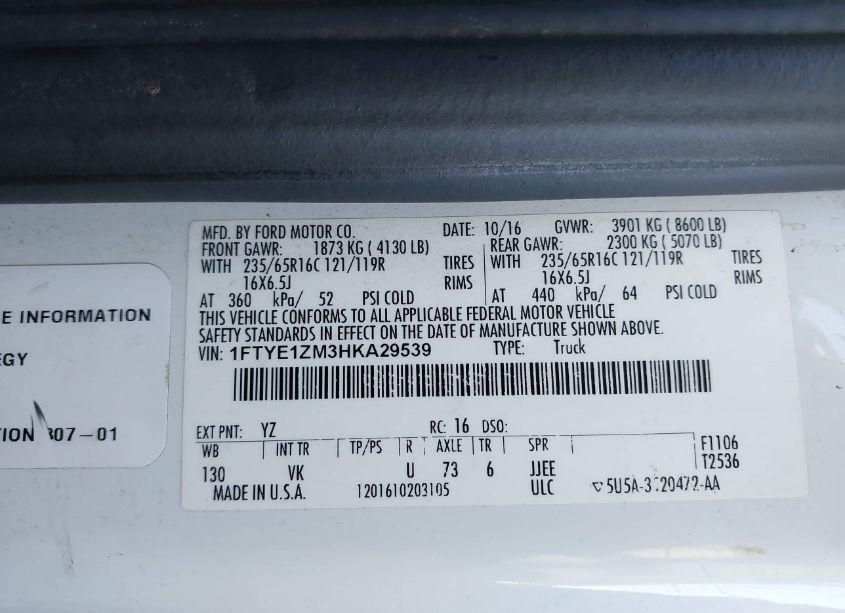 MFD. BY FORD MOTOR CO. DATE: 10/16 GVWR: 3901 KG ( 8600 LB)
FRONT GAWR: 1873 KG ( 4130 LB) REAR GAWR: 2300 KG ( 5070 LB)
WITH 235/65R16C 121/119R TIRES WITH 235/65R16C 121/119R TIRES
16X6.5J RIMS 16X6.5J RIMS
AT 360 kPa/ 52 PSI COLD AT 440 kPa/ 64 PSI COLD
THIS VEHICLE CONFORMS TO ALL APPLICABLE FEDERAL MOTOR VEHICLE
SAFETY STANDARDS IN EFFECT ON THE DATE OF MANUFACTURE SHOWN ABOVE.
VIN: 1FTYE1ZM3HKA29539 TYPE: Truck
EXT PNT: YZ RC: 16 DSO:
WB INT TR TP/PS R AXLE TR SPR F1106
130 VK U 73 6 JJEE T2536
MADE IN U.S.A. 1201610203105 ULC
E INFORMATION
EGY
TION 307-01